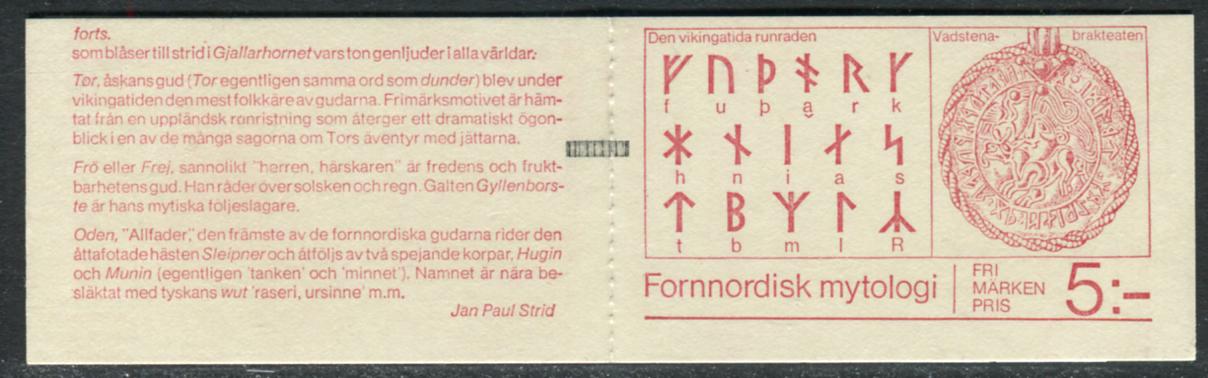 forts.
som blåser till strid i Gjallarhornet vars ton genljuder i alla världar:
Tor, åskans gud (Tor egentligen samma ord som dunder) blev under
vikingatiden den mest folkkäre av gudarna. Frimärksmotivet är häm-
tat från en uppländsk runristning som återger ett dramatiskt ögon-
blick i en av de många sagorna om Tors äventyr med jättarna.
Frö eller Frej, sannolikt "herren, härskaren" är fredens och frukt-
barhetens gud. Han råder över solsken och regn. Galten Gyllenbors-
te är hans mytiska följeslagare.
Oden, "Allfader," den främste av de fornnordiska gudarna rider den
åttafotade hästen Sleipner och åtföljs av två spejande korpar, Hugin
och Munin (egentligen 'tanken' och 'minnet'). Namnet är nära be-
släktat med tyskans wut 'raseri, ursinne' m.m.
Jan Paul Strid
Den vikingatida runraden
ᚠ ᚢ ᚦ ᚬ ᚱ ᚴ
f u þ ą r k
ᚼ ᚾ ᛁ ᛅ ᛋ
h n i a s
ᛏ ᛒ ᛘ ᛚ ᛦ
t b m l R
Vadstena- brakteaten
Fornnordisk mytologi
FRI
MÄRKEN
PRIS
5:-